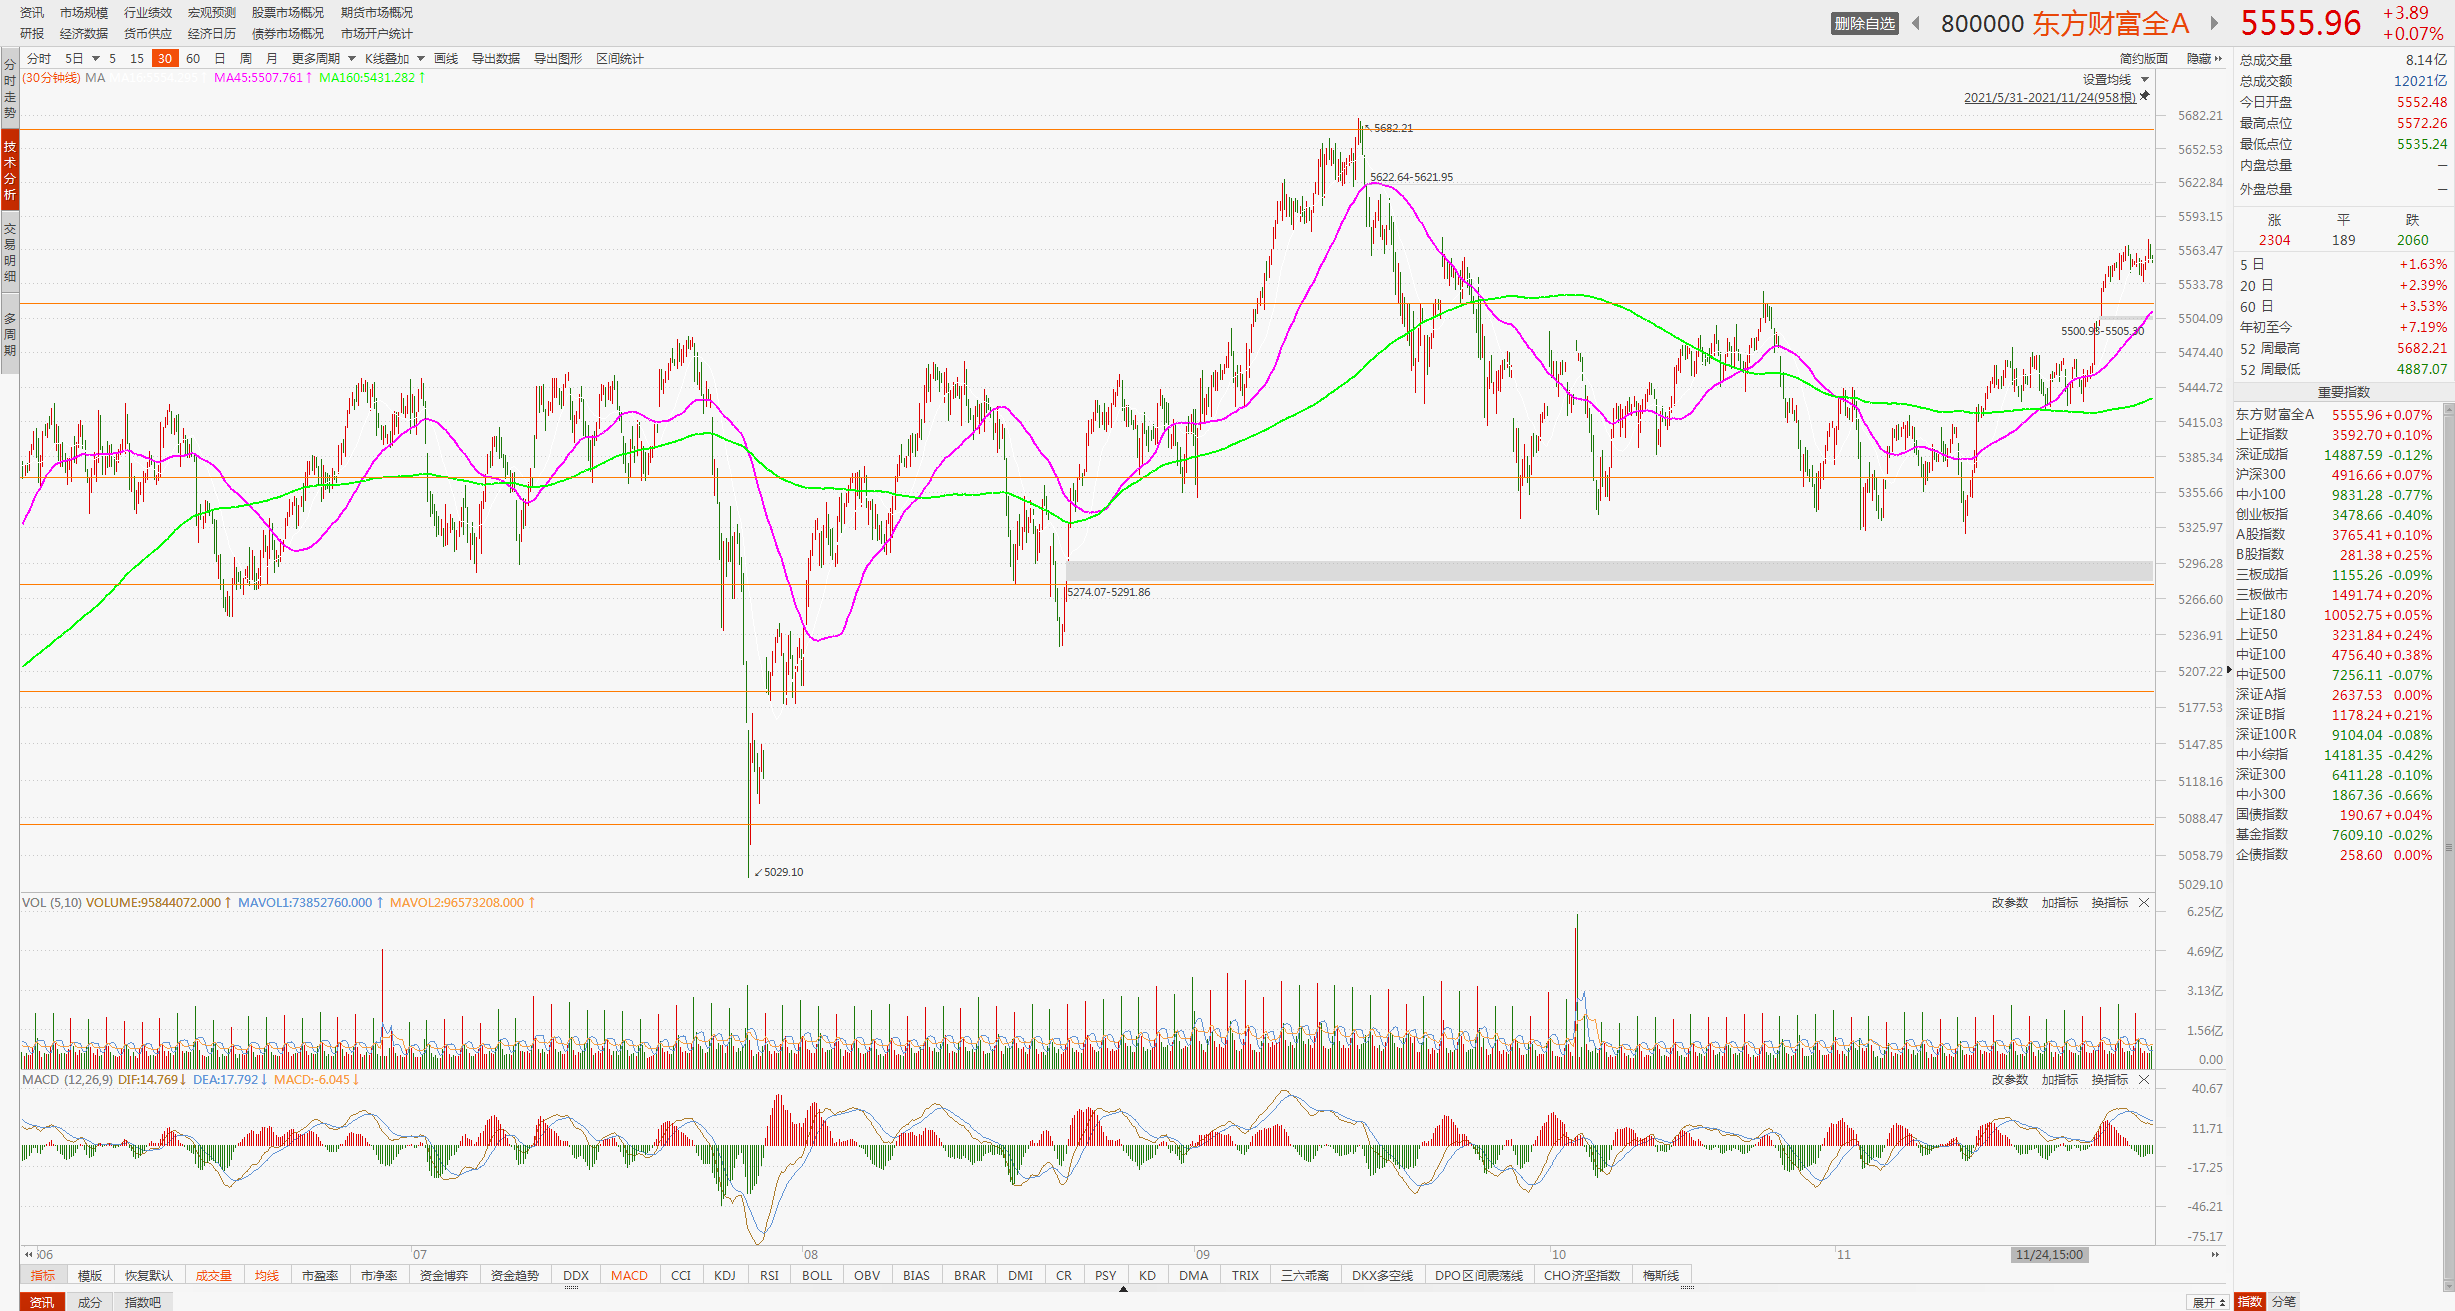 资讯 市场规模 行业绩效 宏观预测 股票市场概况 期货市场概况
研报 经济数据 货币供应 经济日历 债券市场概况 市场开户统计
删除自选 800000 东方财富全A 5555.96 +3.89 +0.07%
分时 5日 5 15 30 60 日 周 月 更多周期 K线叠加 画线 导出数据 导出图形 区间统计 简约版面 隐藏
(30分钟线) MA MA45:5507.761↑ MA160:5431.282↑
设置均线
2021/5/31-2021/11/24(958根)
分时走势
技术分析
交易明细
多周期
5682.21
5622.64-5621.95
5500.93-5505.30
5274.07-5291.86
5029.10
5682.21
5652.53
5622.84
5593.15
5563.47
5533.78
5504.09
5474.40
5444.72
5415.03
5385.34
5355.66
5325.97
5296.28
5266.60
5236.91
5207.22
5177.53
5147.85
5118.16
5088.47
5058.79
5029.10
VOL (5,10) VOLUME:95844072.000↑ MAVOL1:73852760.000↑ MAVOL2:96573208.000↑
改参数 加指标 换指标
6.25亿
4.69亿
3.13亿
1.56亿
0.00
MACD (12,26,9) DIF:14.769↓ DEA:17.792↓ MACD:-6.045↓
改参数 加指标 换指标
40.67
11.71
-17.25
-46.21
-75.17
06 07 08 09 10 11 11/24,15:00
指标 模版 恢复默认 成交量 均线 市盈率 市净率 资金博弈 资金趋势 DDX MACD CCI KDJ RSI BOLL OBV BIAS BRAR DMI CR PSY KD DMA TRIX 三六乖离 DKX多空线 DPO区间震荡线 CHO济坚指数 梅斯线
资讯 成分 指数吧 展开
总成交量 8.14亿
总成交额 12021亿
今日开盘 5552.48
最高点位 5572.26
最低点位 5535.24
内盘总量 —
外盘总量 —
涨 平 跌
2304 189 2060
5 日 +1.63%
20 日 +2.39%
60 日 +3.53%
年初至今 +7.19%
52 周最高 5682.21
52 周最低 4887.07
重要指数
东方财富全A 5555.96 +0.07%
上证指数 3592.70 +0.10%
深证成指 14887.59 -0.12%
沪深300 4916.66 +0.07%
中小100 9831.28 -0.77%
创业板指 3478.66 -0.40%
A股指数 3765.41 +0.10%
B股指数 281.38 +0.25%
三板成指 1155.26 -0.09%
三板做市 1491.74 +0.20%
上证180 10052.75 +0.05%
上证50 3231.84 +0.24%
中证100 4756.40 +0.38%
中证500 7256.11 -0.07%
深证A指 2637.53 0.00%
深证B指 1178.24 +0.21%
深证100R 9104.04 -0.08%
中小综指 14181.35 -0.42%
深证300 6411.28 -0.10%
中小300 1867.36 -0.66%
国债指数 190.67 +0.04%
基金指数 7609.10 -0.02%
企债指数 258.60 0.00%
指数 分笔